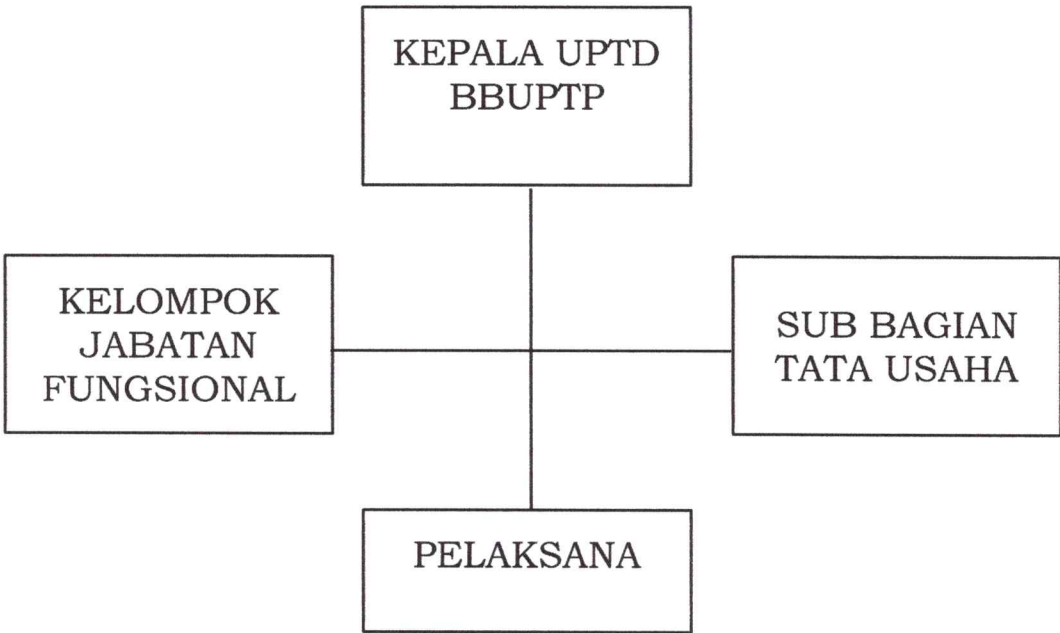 KEPALA UPTD
BBUPTP
KELOMPOK
JABATAN
FUNGSIONAL
SUB BAGIAN
TATA USAHA
PELAKSANA